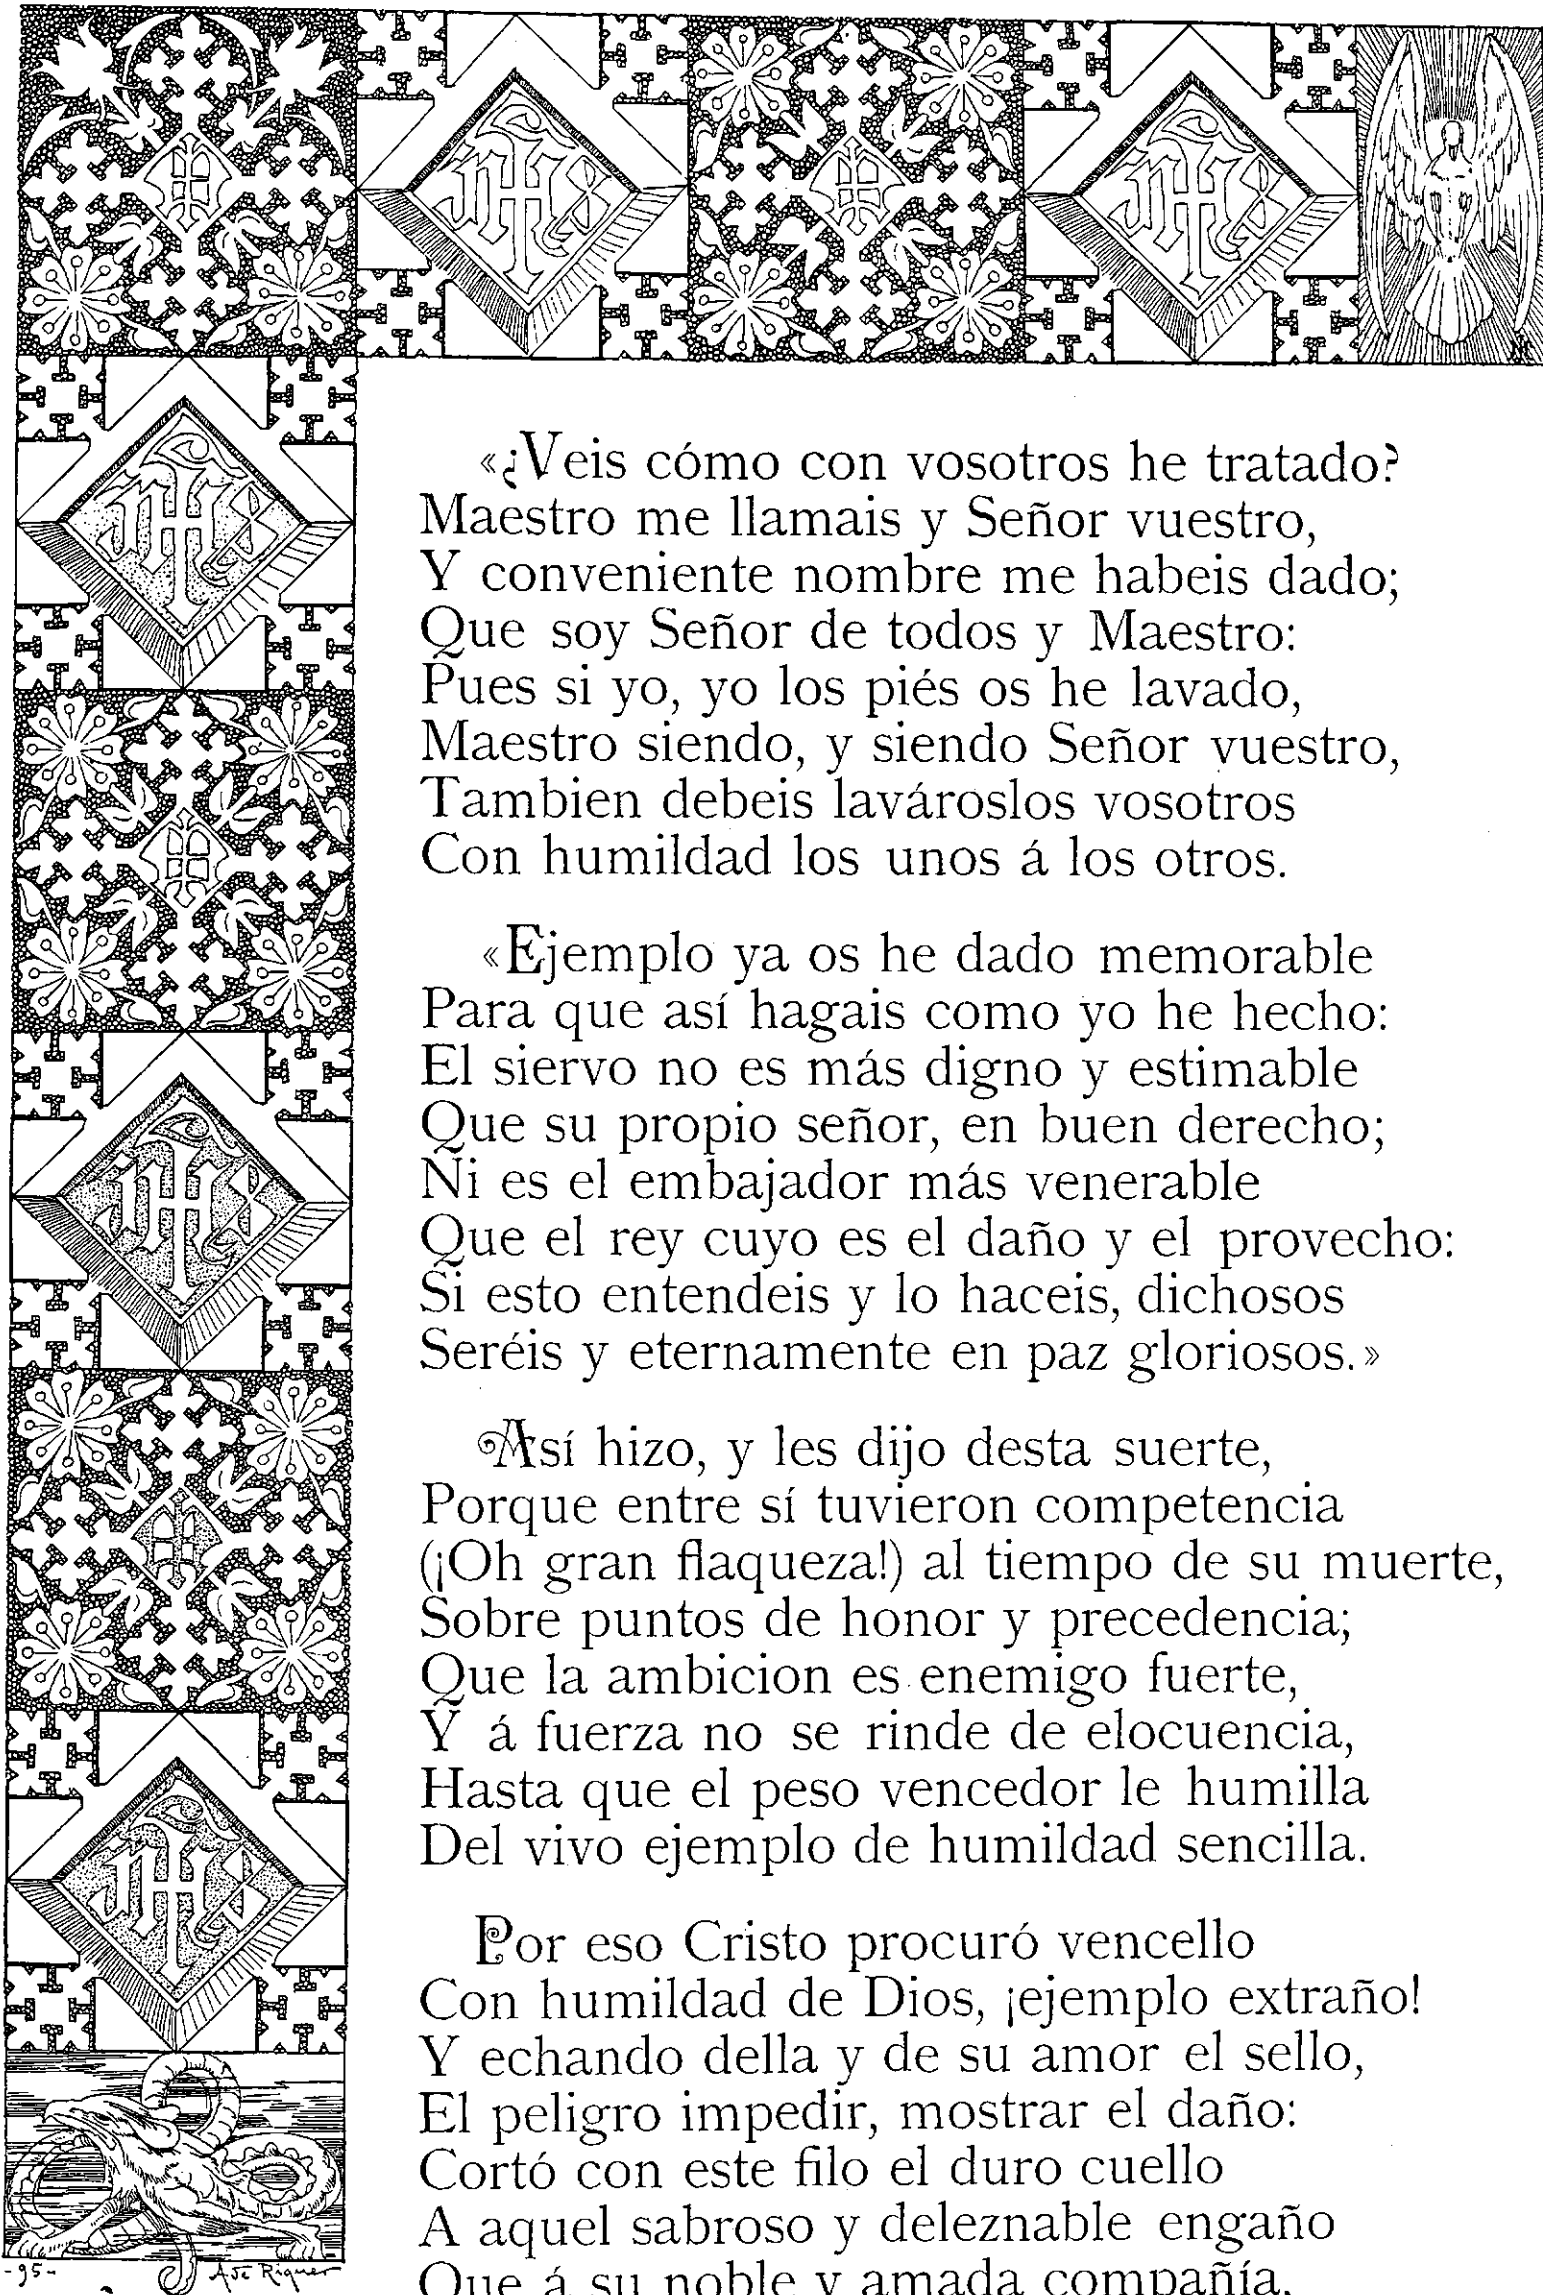 «¿Veis cómo con vosotros he tratado?
Maestro me llamais y Señor vuestro,
Y conveniente nombre me habeis dado;
Que soy Señor de todos y Maestro:
Pues si yo, yo los piés os he lavado,
Maestro siendo, y siendo Señor vuestro,
Tambien debeis lavároslos vosotros
Con humildad los unos á los otros.
«Ejemplo ya os he dado memorable
Para que así hagais como yo he hecho:
El siervo no es más digno y estimable
Que su propio señor, en buen derecho;
Ni es el embajador más venerable
Que el rey cuyo es el daño y el provecho:
Si esto entendeis y lo haceis, dichosos
Seréis y eternamente en paz gloriosos.»
Así hizo, y les dijo desta suerte,
Porque entre sí tuvieron competencia
(¡Oh gran flaqueza!) al tiempo de su muerte,
Sobre puntos de honor y precedencia;
Que la ambicion es enemigo fuerte,
Y á fuerza no se rinde de elocuencia,
Hasta que el peso vencedor le humilla
Del vivo ejemplo de humildad sencilla.
Por eso Cristo procuró vencello
Con humildad de Dios, ¡ejemplo extraño!
Y echando della y de su amor el sello,
El peligro impedir, mostrar el daño:
Cortó con este filo el duro cuello
A aquel sabroso y deleznable engaño
Que á su noble y amada compañía,
-95- A de Riquer